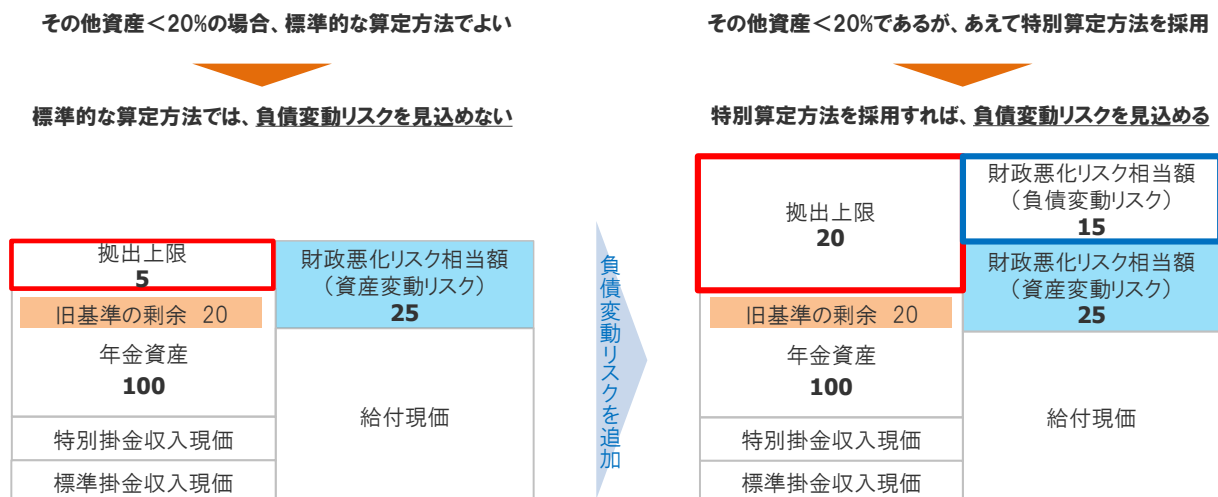 その他資産＜20%の場合、標準的な算定方法でよい
標準的な算定方法では、負債変動リスクを見込めない
拠出上限
5
旧基準の剰余 20
年金資産
100
特別掛金収入現価
標準掛金収入現価
財政悪化リスク相当額
（資産変動リスク）
25
給付現価
負債変動リスクを追加
その他資産＜20%であるが、あえて特別算定方法を採用
特別算定方法を採用すれば、負債変動リスクを見込める
拠出上限
20
旧基準の剰余 20
年金資産
100
特別掛金収入現価
標準掛金収入現価
財政悪化リスク相当額
（負債変動リスク）
15
財政悪化リスク相当額
（資産変動リスク）
25
給付現価